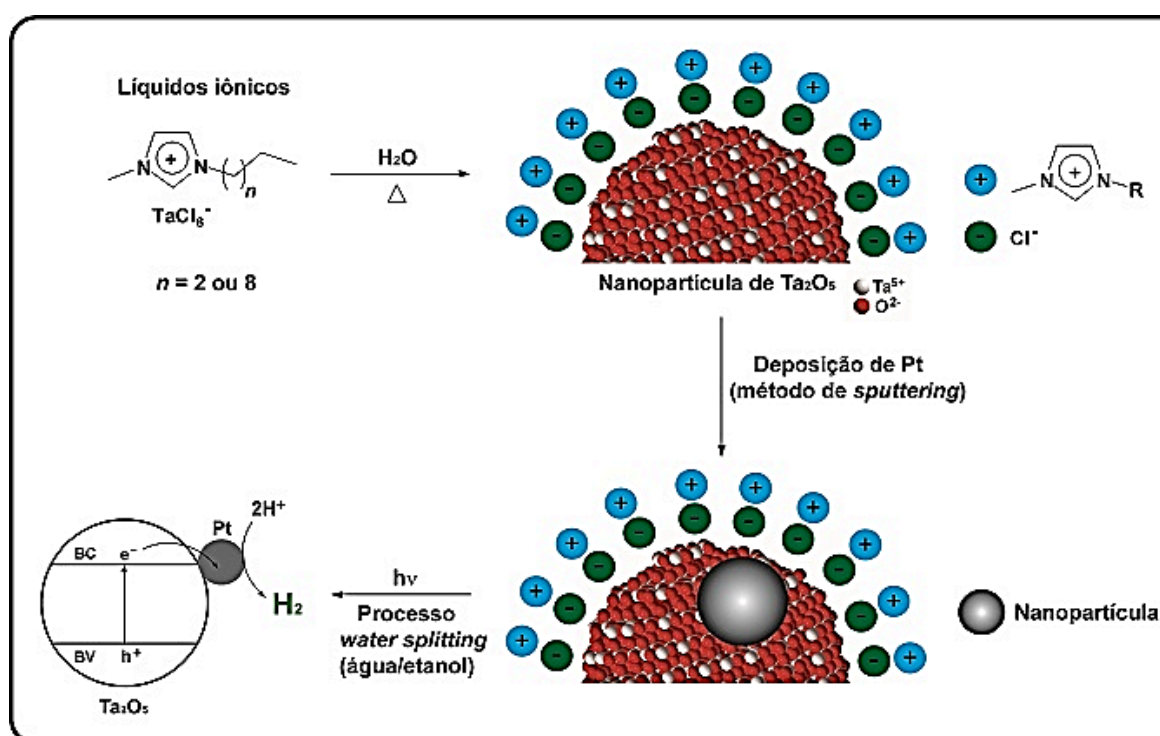 Líquidos iônicos
N
+
N
n
TaCl₆⁻
n = 2 ou 8
H₂O
△
+
-
N
+
N-R
Cl⁻
Nanopartícula de Ta₂O₅
Ta⁵⁺
O²⁻
Deposição de Pt
(método de sputtering)
Pt
2H⁺
BC
e⁻
H₂
BV
h⁺
Ta₂O₅
hν
Processo
water splitting
(água/etanol)
Nanopartícula